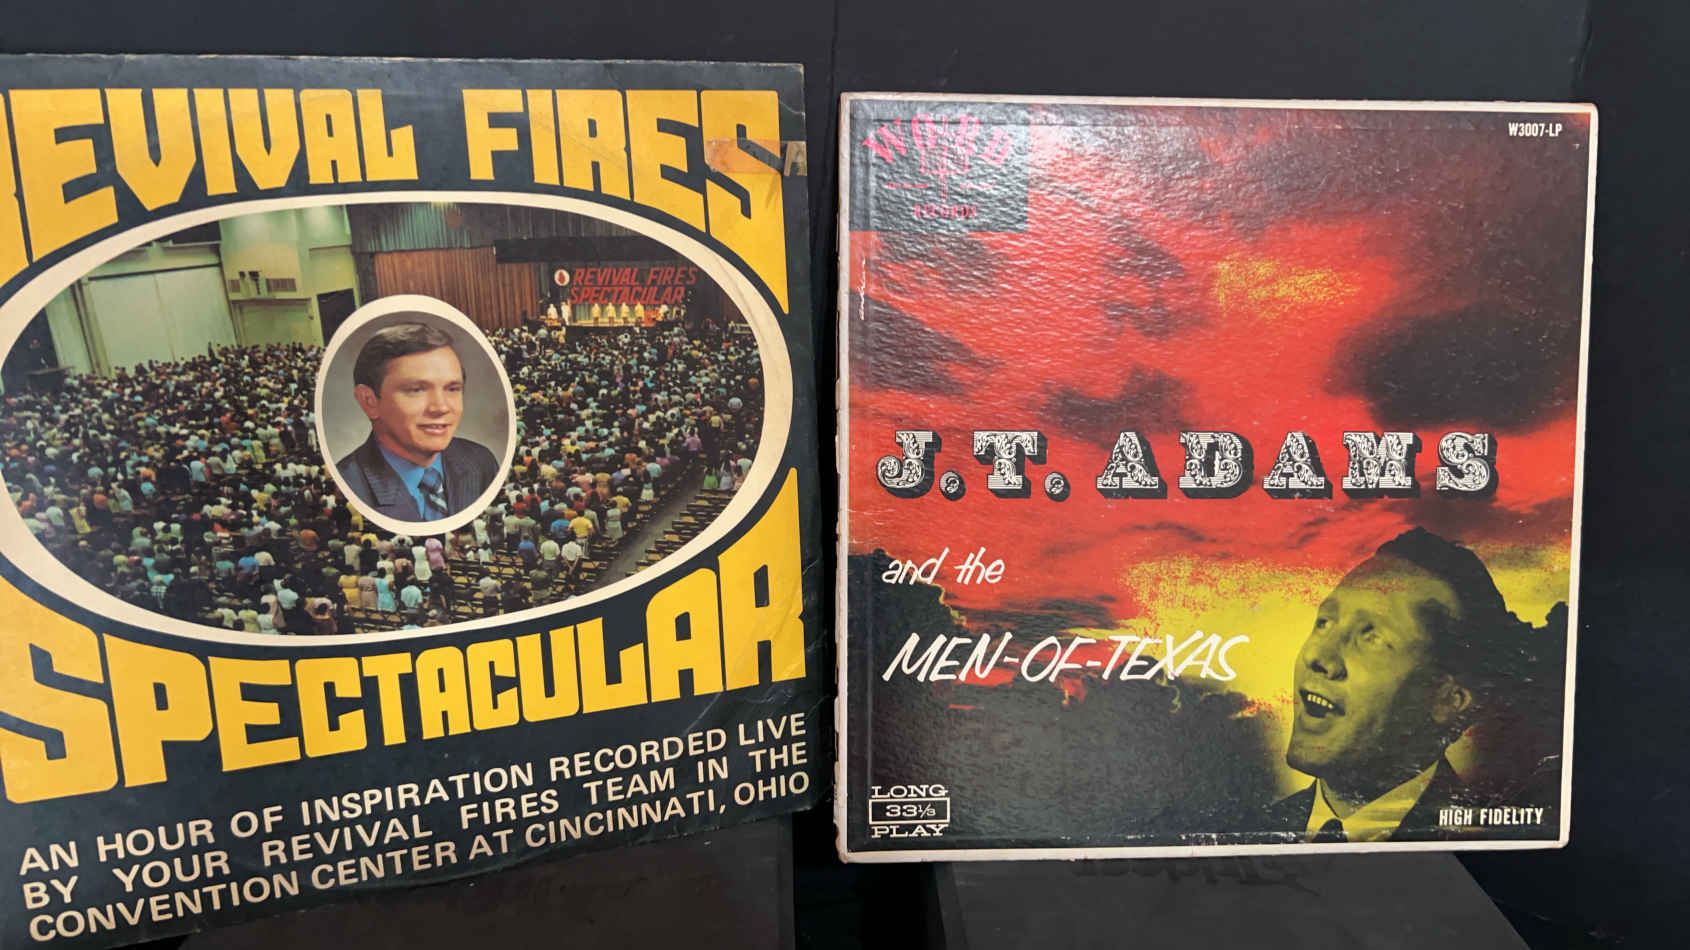 REVIVAL FIRES
REVIVAL FIRES
SPECTACULAR
SPECTACULAR
AN HOUR OF INSPIRATION RECORDED LIVE
BY YOUR REVIVAL FIRES TEAM IN THE
CONVENTION CENTER AT CINCINNATI, OHIO
WORD
RECORDS
W3007-LP
J.T. ADAMS
and the
MEN-OF-TEXAS
LONG
33⅓
PLAY
HIGH FIDELITY